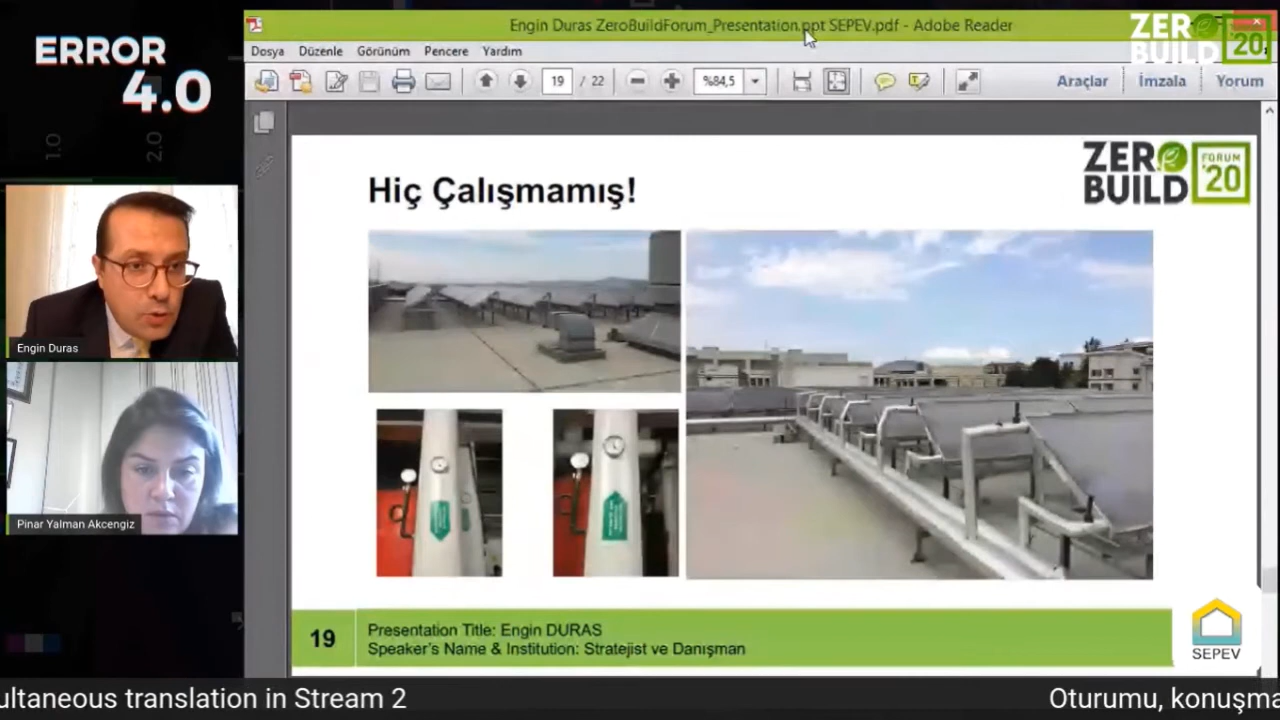 ERROR
4.0
1.0
2.0
Engin Duras ZeroBuildForum_Presentation.ppt SEPEV.pdf - Adobe Reader
ZERO
BUILD
'20
Dosya Düzenle Görünüm Pencere Yardım
19 / 22
%84,5
Araçlar
İmzala
Yorum
Hiç Çalışmamış!
ZERO
BUILD
FORUM
'20
Engin Duras
Pinar Yalman Akcengiz
19
Presentation Title: Engin DURAS
Speaker's Name & Institution: Stratejist ve Danışman
SEPEV
ultaneous translation in Stream 2
Oturumu, konuşma